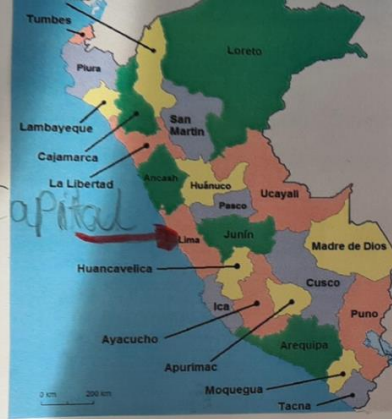 Tumbes
Loreto
Piura
Lambayeque
San
Martin
Cajamarca
La Libertad
Ancash
Huánuco
Ucayali
Capital
Pasco
Lima
Junín
Madre de Dios
Huancavelica
Cusco
Ica
Puno
Ayacucho
Arequipa
Apurimac
Moquegua
Tacna
0 km 200 km